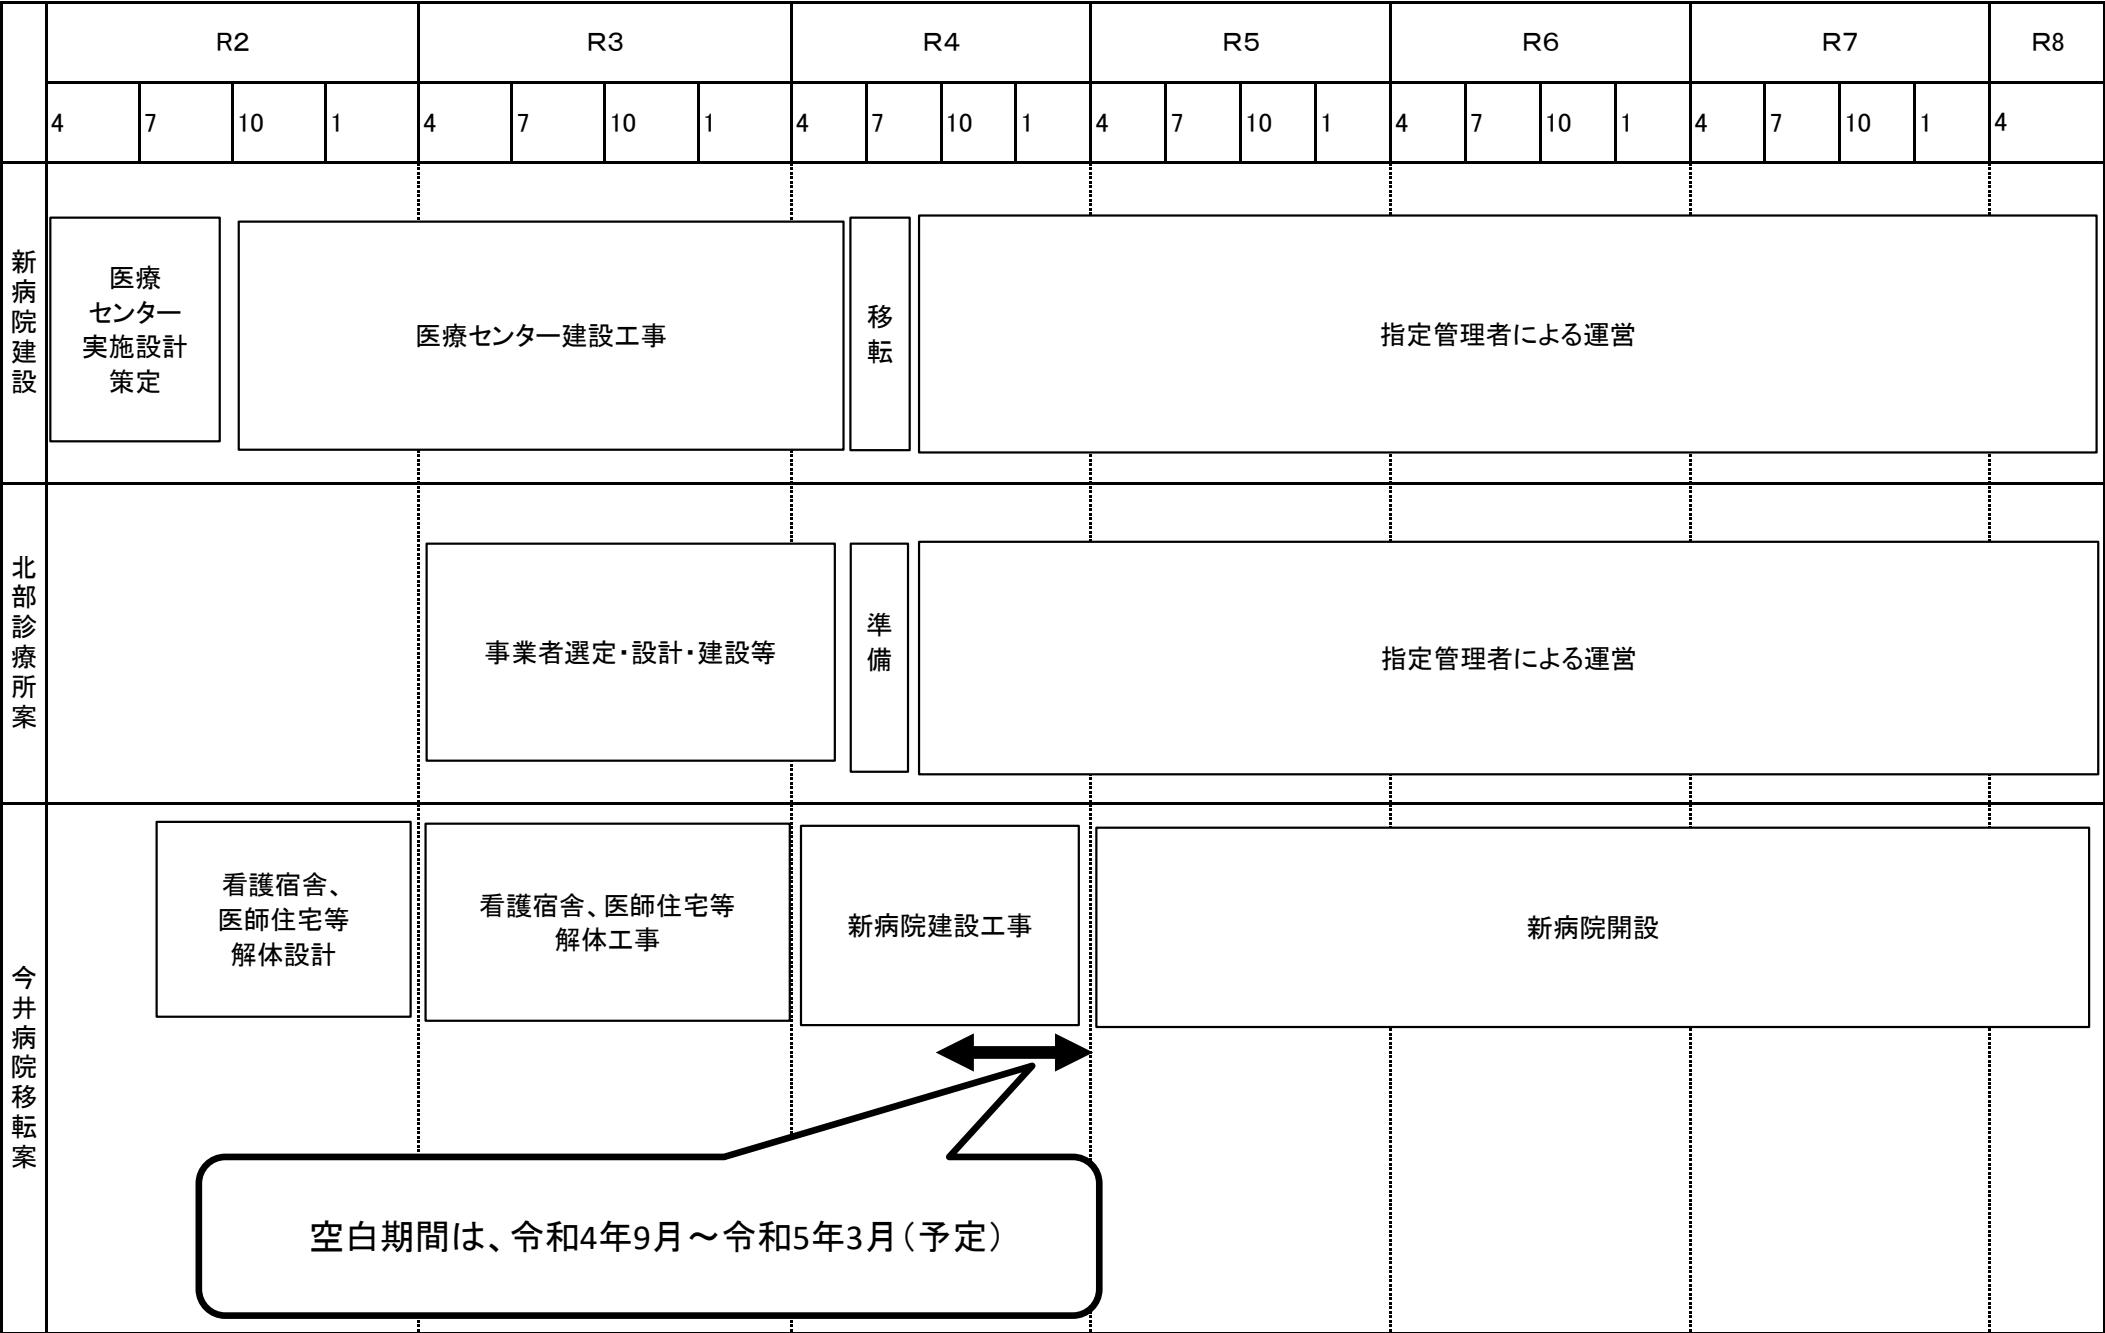 R2
R3
R4
R5
R6
R7
R8
4 7 10 1 4 7 10 1 4 7 10 1 4 7 10 1 4 7 10 1 4 7 10 1 4
新病院建設
医療
センター
実施設計
策定
医療センター建設工事
移転
指定管理者による運営
北部診療所案
事業者選定・設計・建設等
準備
指定管理者による運営
今井病院移転案
看護宿舎、
医師住宅等
解体設計
看護宿舎、医師住宅等
解体工事
新病院建設工事
新病院開設
空白期間は、令和4年9月～令和5年3月（予定）